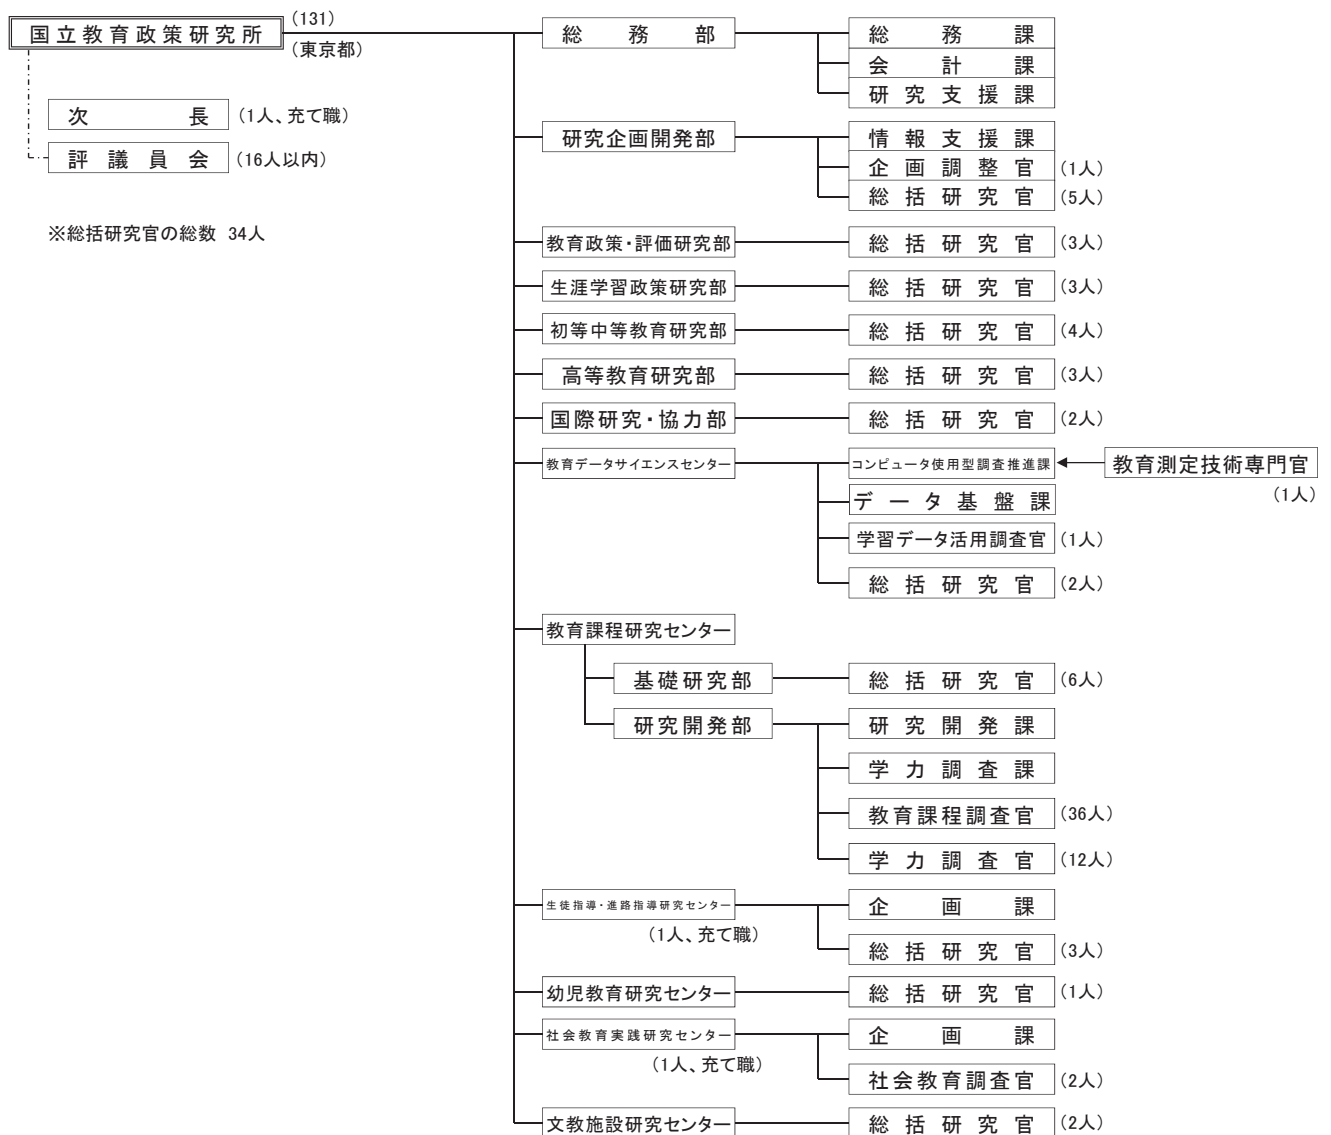 国立教育政策研究所 (131) (東京都)
次長 (1人、充て職)
評議員会 (16人以内)
※総括研究官の総数 34人
総務部
総務課
会計課
研究支援課
研究企画開発部
情報支援課
企画調整官 (1人)
総括研究官 (5人)
教育政策・評価研究部
総括研究官 (3人)
生涯学習政策研究部
総括研究官 (3人)
初等中等教育研究部
総括研究官 (4人)
高等教育研究部
総括研究官 (3人)
国際研究・協力部
総括研究官 (2人)
教育データサイエンスセンター
コンピュータ使用型調査推進課
教育測定技術専門官 (1人)
データ基盤課
学習データ活用調査官 (1人)
総括研究官 (2人)
教育課程研究センター
基礎研究部
総括研究官 (6人)
研究開発部
研究開発課
学力調査課
教育課程調査官 (36人)
学力調査官 (12人)
生徒指導・進路指導研究センター
(1人、充て職)
企画課
総括研究官 (3人)
幼児教育研究センター
総括研究官 (1人)
社会教育実践研究センター
(1人、充て職)
企画課
社会教育調査官 (2人)
文教施設研究センター
総括研究官 (2人)